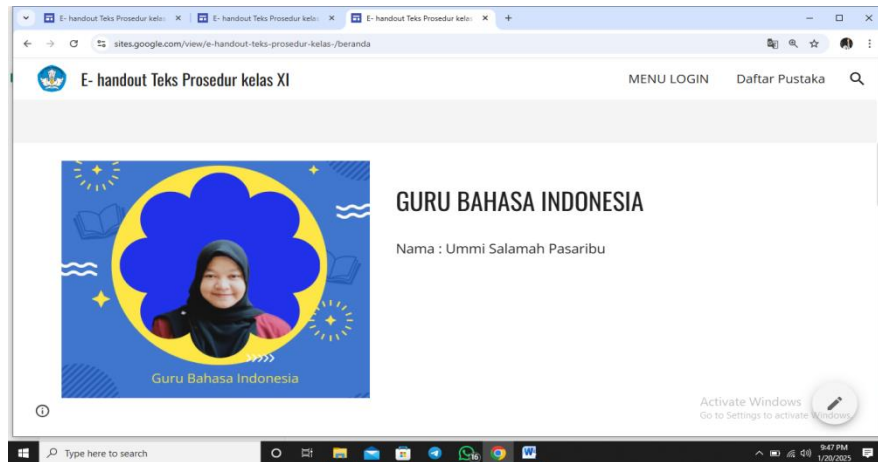 E- handout Teks Prosedur kelas
E- handout Teks Prosedur kelas
E- handout Teks Prosedur kelas
sites.google.com/view/e-handout-teks-prosedur-kelas-/beranda
E- handout Teks Prosedur kelas XI
MENU LOGIN
Daftar Pustaka
GURU BAHASA INDONESIA
Nama : Ummi Salamah Pasaribu
Guru Bahasa Indonesia
Activate Windows
Go to Settings to activate Windows.
Type here to search
16
9:47 PM
1/20/2025